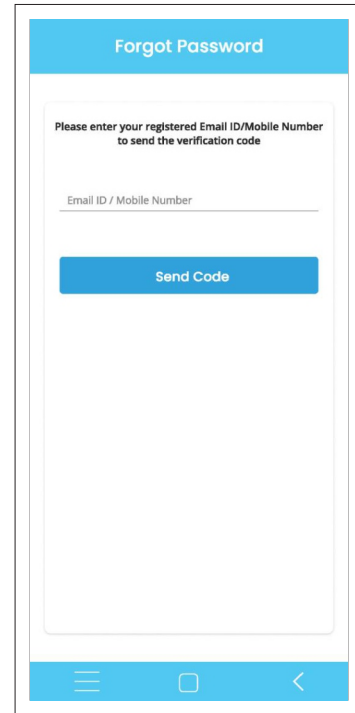 Forgot Password
Please enter your registered Email ID/Mobile Number
to send the verification code
Email ID / Mobile Number
Send Code